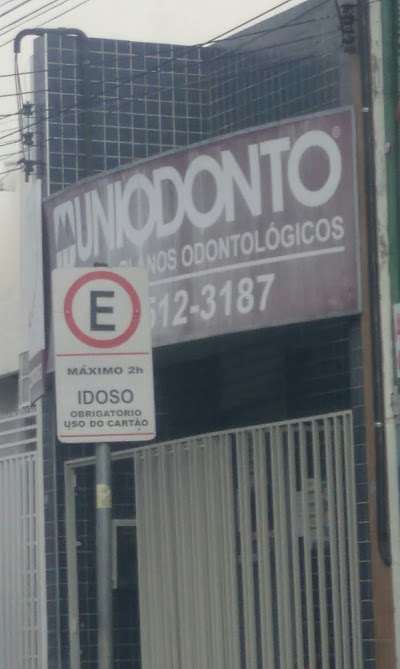 UNIODONTO
PLANOS ODONTOLÓGICOS
512-3187
E
MÁXIMO 2h
IDOSO
OBRIGATÓRIO
USO DO CARTÃO